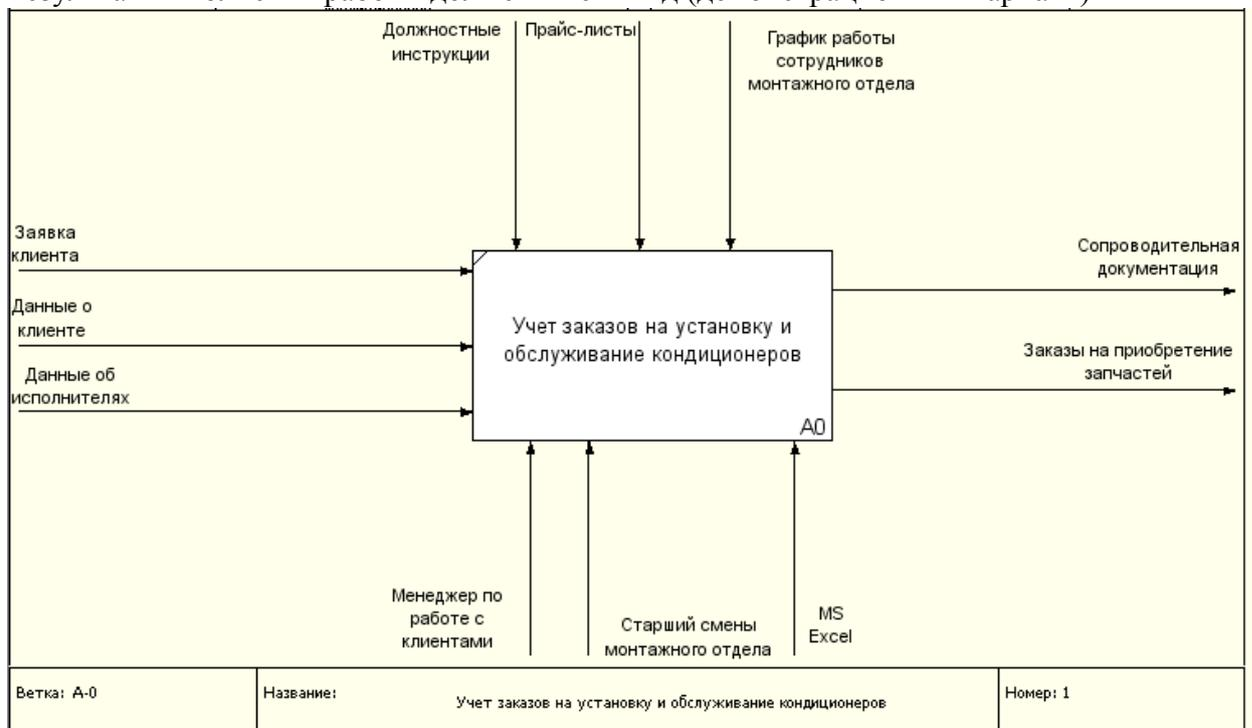 Должностные
инструкции
Прайс-листы
График работы
сотрудников
монтажного отдела
Заявка
клиента
Данные о
клиенте
Данные об
исполнителях
Учет заказов на установку и
обслуживание кондиционеров
A0
Сопроводительная
документация
Заказы на приобретение
запчастей
Менеджер по
работе с
клиентами
Старший смены
монтажного отдела
MS
Excel
Ветка: A-0
Название:
Учет заказов на установку и обслуживание кондиционеров
Номер: 1